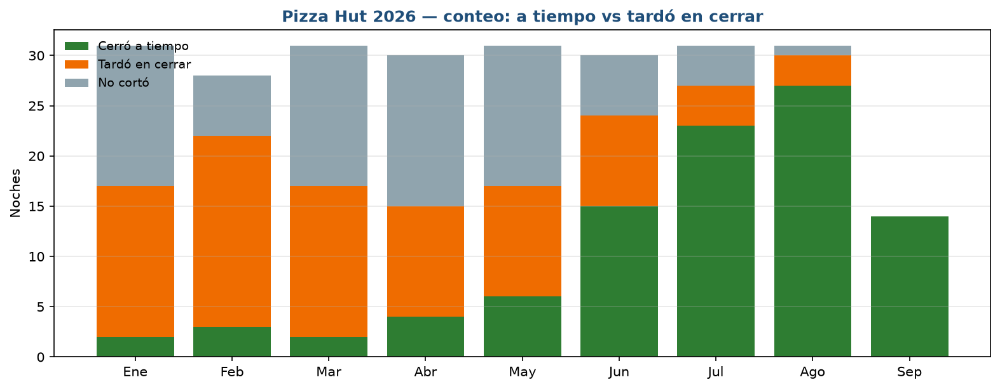 Pizza Hut 2026 — conteo: a tiempo vs tardó en cerrar
Cerró a tiempo
Tardó en cerrar
No cortó
Noches
30
25
20
15
10
5
0
Ene Feb Mar Abr May Jun Jul Ago Sep